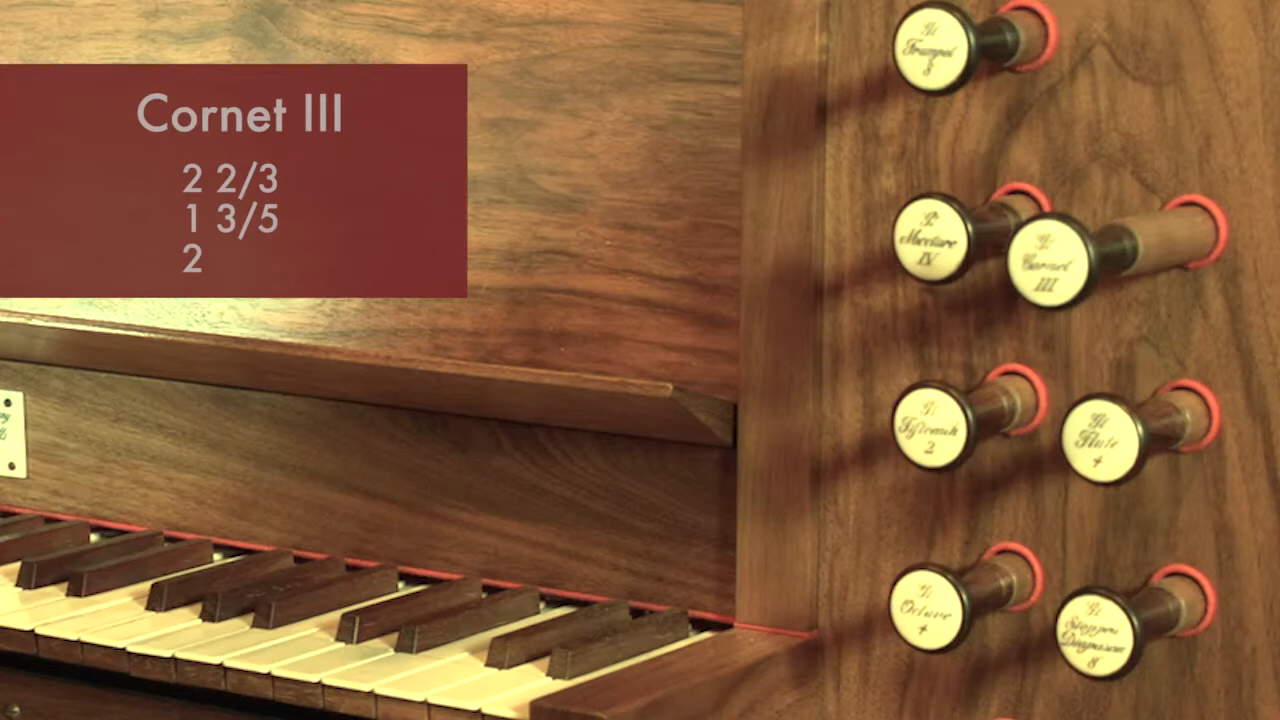 Cornet III
2 2/3
1 3/5
2
Gt
Trumpet
8
Gt
Mixture
IV
Gt
Cornet
III
Gt
Fifteenth
2
Gt
Flute
4
Gt
Octave
4
Gt
Stopped
Diapason
8